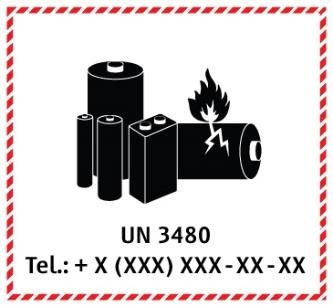 UN 3480
Tel.: + X (XXX) XXX-XX-XX